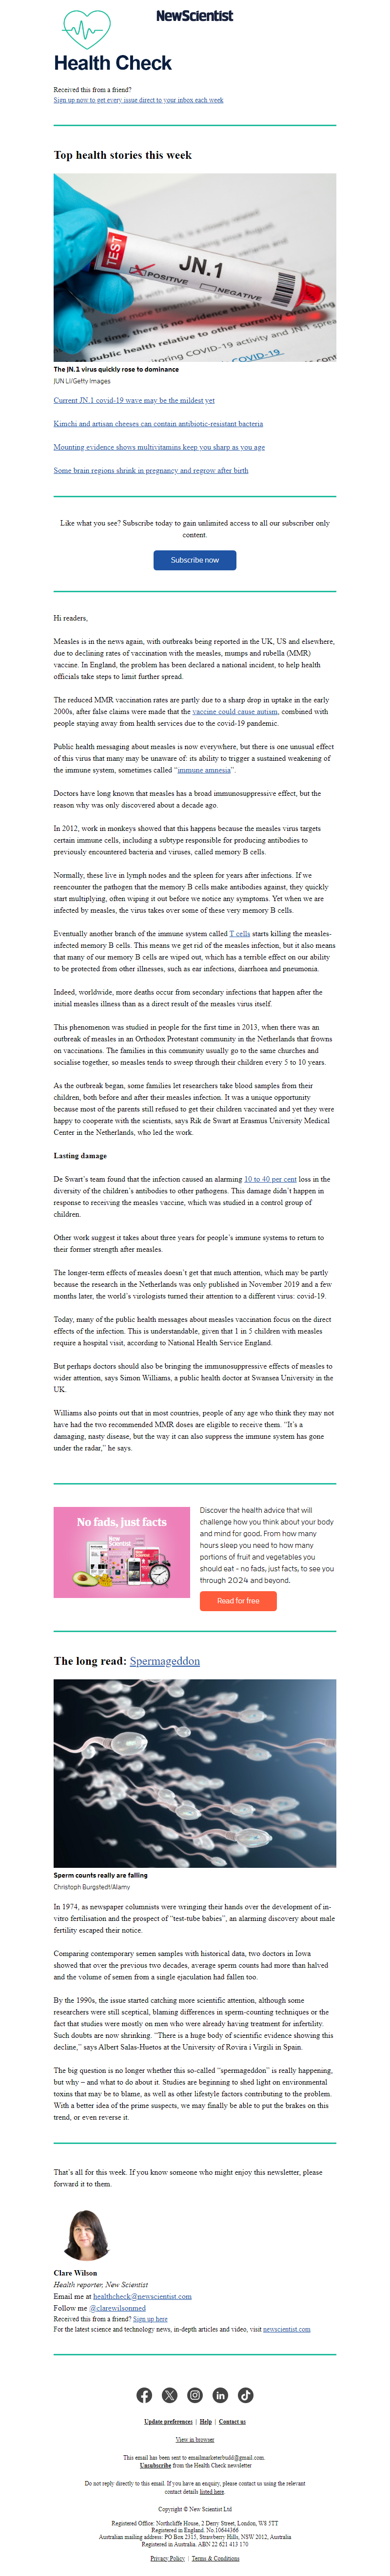 NewScientist
Health Check
Received this from a friend?
Sign up now to get every issue direct to your inbox each week
Top health stories this week
TEST
JN.1
POSITIVE
NEGATIVE
COVID-19
The JN.1 virus quickly rose to dominance
JUN LI/Getty Images
Current JN.1 covid-19 wave may be the mildest yet
Kimchi and artisan cheeses can contain antibiotic-resistant bacteria
Mounting evidence shows multivitamins keep you sharp as you age
Some brain regions shrink in pregnancy and regrow after birth
Like what you see? Subscribe today to gain unlimited access to all our subscriber only
content.
Subscribe now
Hi readers,
Measles is in the news again, with outbreaks being reported in the UK, US and elsewhere,
due to declining rates of vaccination with the measles, mumps and rubella (MMR)
vaccine. In England, the problem has been declared a national incident, to help health
officials take steps to limit further spread.
The reduced MMR vaccination rates are partly due to a sharp drop in uptake in the early
2000s, after false claims were made that the vaccine could cause autism, combined with
people staying away from health services due to the covid-19 pandemic.
Public health messaging about measles is now everywhere, but there is one unusual effect
of this virus that many may be unaware of: its ability to trigger a sustained weakening of
the immune system, sometimes called “immune amnesia”.
Doctors have long known that measles has a broad immunosuppressive effect, but the
reason why was only discovered about a decade ago.
In 2012, work in monkeys showed that this happens because the measles virus targets
certain immune cells, including a subtype responsible for producing antibodies to
previously encountered bacteria and viruses, called memory B cells.
Normally, these live in lymph nodes and the spleen for years after infections. If we
reencounter the pathogen that the memory B cells make antibodies against, they quickly
start multiplying, often wiping it out before we notice any symptoms. Yet when we are
infected by measles, the virus takes over some of these very memory B cells.
Eventually another branch of the immune system called T cells starts killing the measles-
infected memory B cells. This means we get rid of the measles infection, but it also means
that many of our memory B cells are wiped out, which has a terrible effect on our ability
to be protected from other illnesses, such as ear infections, diarrhoea and pneumonia.
Indeed, worldwide, more deaths occur from secondary infections that happen after the
initial measles illness than as a direct result of the measles virus itself.
This phenomenon was studied in people for the first time in 2013, when there was an
outbreak of measles in an Orthodox Protestant community in the Netherlands that frowns
on vaccinations. The families in this community usually go to the same churches and
socialise together, so measles tends to sweep through their children every 5 to 10 years.
As the outbreak began, some families let researchers take blood samples from their
children, both before and after their measles infection. It was a unique opportunity
because most of the parents still refused to get their children vaccinated and yet they were
happy to cooperate with the scientists, says Rik de Swart at Erasmus University Medical
Center in the Netherlands, who led the work.
Lasting damage
De Swart’s team found that the infection caused an alarming 10 to 40 per cent loss in the
diversity of the children’s antibodies to other pathogens. This damage didn’t happen in
response to receiving the measles vaccine, which was studied in a control group of
children.
Other work suggest it takes about three years for people’s immune systems to return to
their former strength after measles.
The longer-term effects of measles doesn’t get that much attention, which may be partly
because the research in the Netherlands was only published in November 2019 and a few
months later, the world’s virologists turned their attention to a different virus: covid-19.
Today, many of the public health messages about measles vaccination focus on the direct
effects of the infection. This is understandable, given that 1 in 5 children with measles
require a hospital visit, according to National Health Service England.
But perhaps doctors should also be bringing the immunosuppressive effects of measles to
wider attention, says Simon Williams, a public health doctor at Swansea University in the
UK.
Williams also points out that in most countries, people of any age who think they may not
have had the two recommended MMR doses are eligible to receive them. “It’s a
damaging, nasty disease, but the way it can also suppress the immune system has gone
under the radar,” he says.
No fads, just facts
New Scientist
Discover the health advice that will
challenge how you think about your body
and mind for good. From how many
hours sleep you need to how many
portions of fruit and vegetables you
should eat - no fads, just facts, to see you
through 2024 and beyond.
Read for free
The long read: Spermageddon
Sperm counts really are falling
Christoph Burgstedt/Alamy
In 1974, as newspaper columnists were wringing their hands over the development of in-
vitro fertilisation and the prospect of “test-tube babies”, an alarming discovery about male
fertility escaped their notice.
Comparing contemporary semen samples with historical data, two doctors in Iowa
showed that over the previous two decades, average sperm counts had more than halved
and the volume of semen from a single ejaculation had fallen too.
By the 1990s, the issue started catching more scientific attention, although some
researchers were still sceptical, blaming differences in sperm-counting techniques or the
fact that studies were mostly on men who were already having treatment for infertility.
Such doubts are now shrinking. “There is a huge body of scientific evidence showing this
decline,” says Albert Salas-Huetos at the University of Rovira i Virgili in Spain.
The big question is no longer whether this so-called “spermageddon” is really happening,
but why – and what to do about it. Studies are beginning to shed light on environmental
toxins that may be to blame, as well as other lifestyle factors contributing to the problem.
With a better idea of the prime suspects, we may finally be able to put the brakes on this
trend, or even reverse it.
That’s all for this week. If you know someone who might enjoy this newsletter, please
forward it to them.
Clare Wilson
Health reporter, New Scientist
Email me at healthcheck@newscientist.com
Follow me @clarewilsonmed
Received this from a friend? Sign up here
For the latest science and technology news, in-depth articles and video, visit newscientist.com
Update preferences | Help | Contact us
View in browser
This email has been sent to emailmarketerbudd@gmail.com.
Unsubscribe from the Health Check newsletter
Do not reply directly to this email. If you have an enquiry, please contact us using the relevant
contact details listed here.
Copyright © New Scientist Ltd
Registered Office: Northcliffe House, 2 Derry Street, London, W8 5TT
Registered in England. No.10644366
Australian mailing address: PO Box 2315, Strawberry Hills, NSW 2012, Australia
Registered in Australia, ABN 22 621 413 170
Privacy Policy | Terms & Conditions